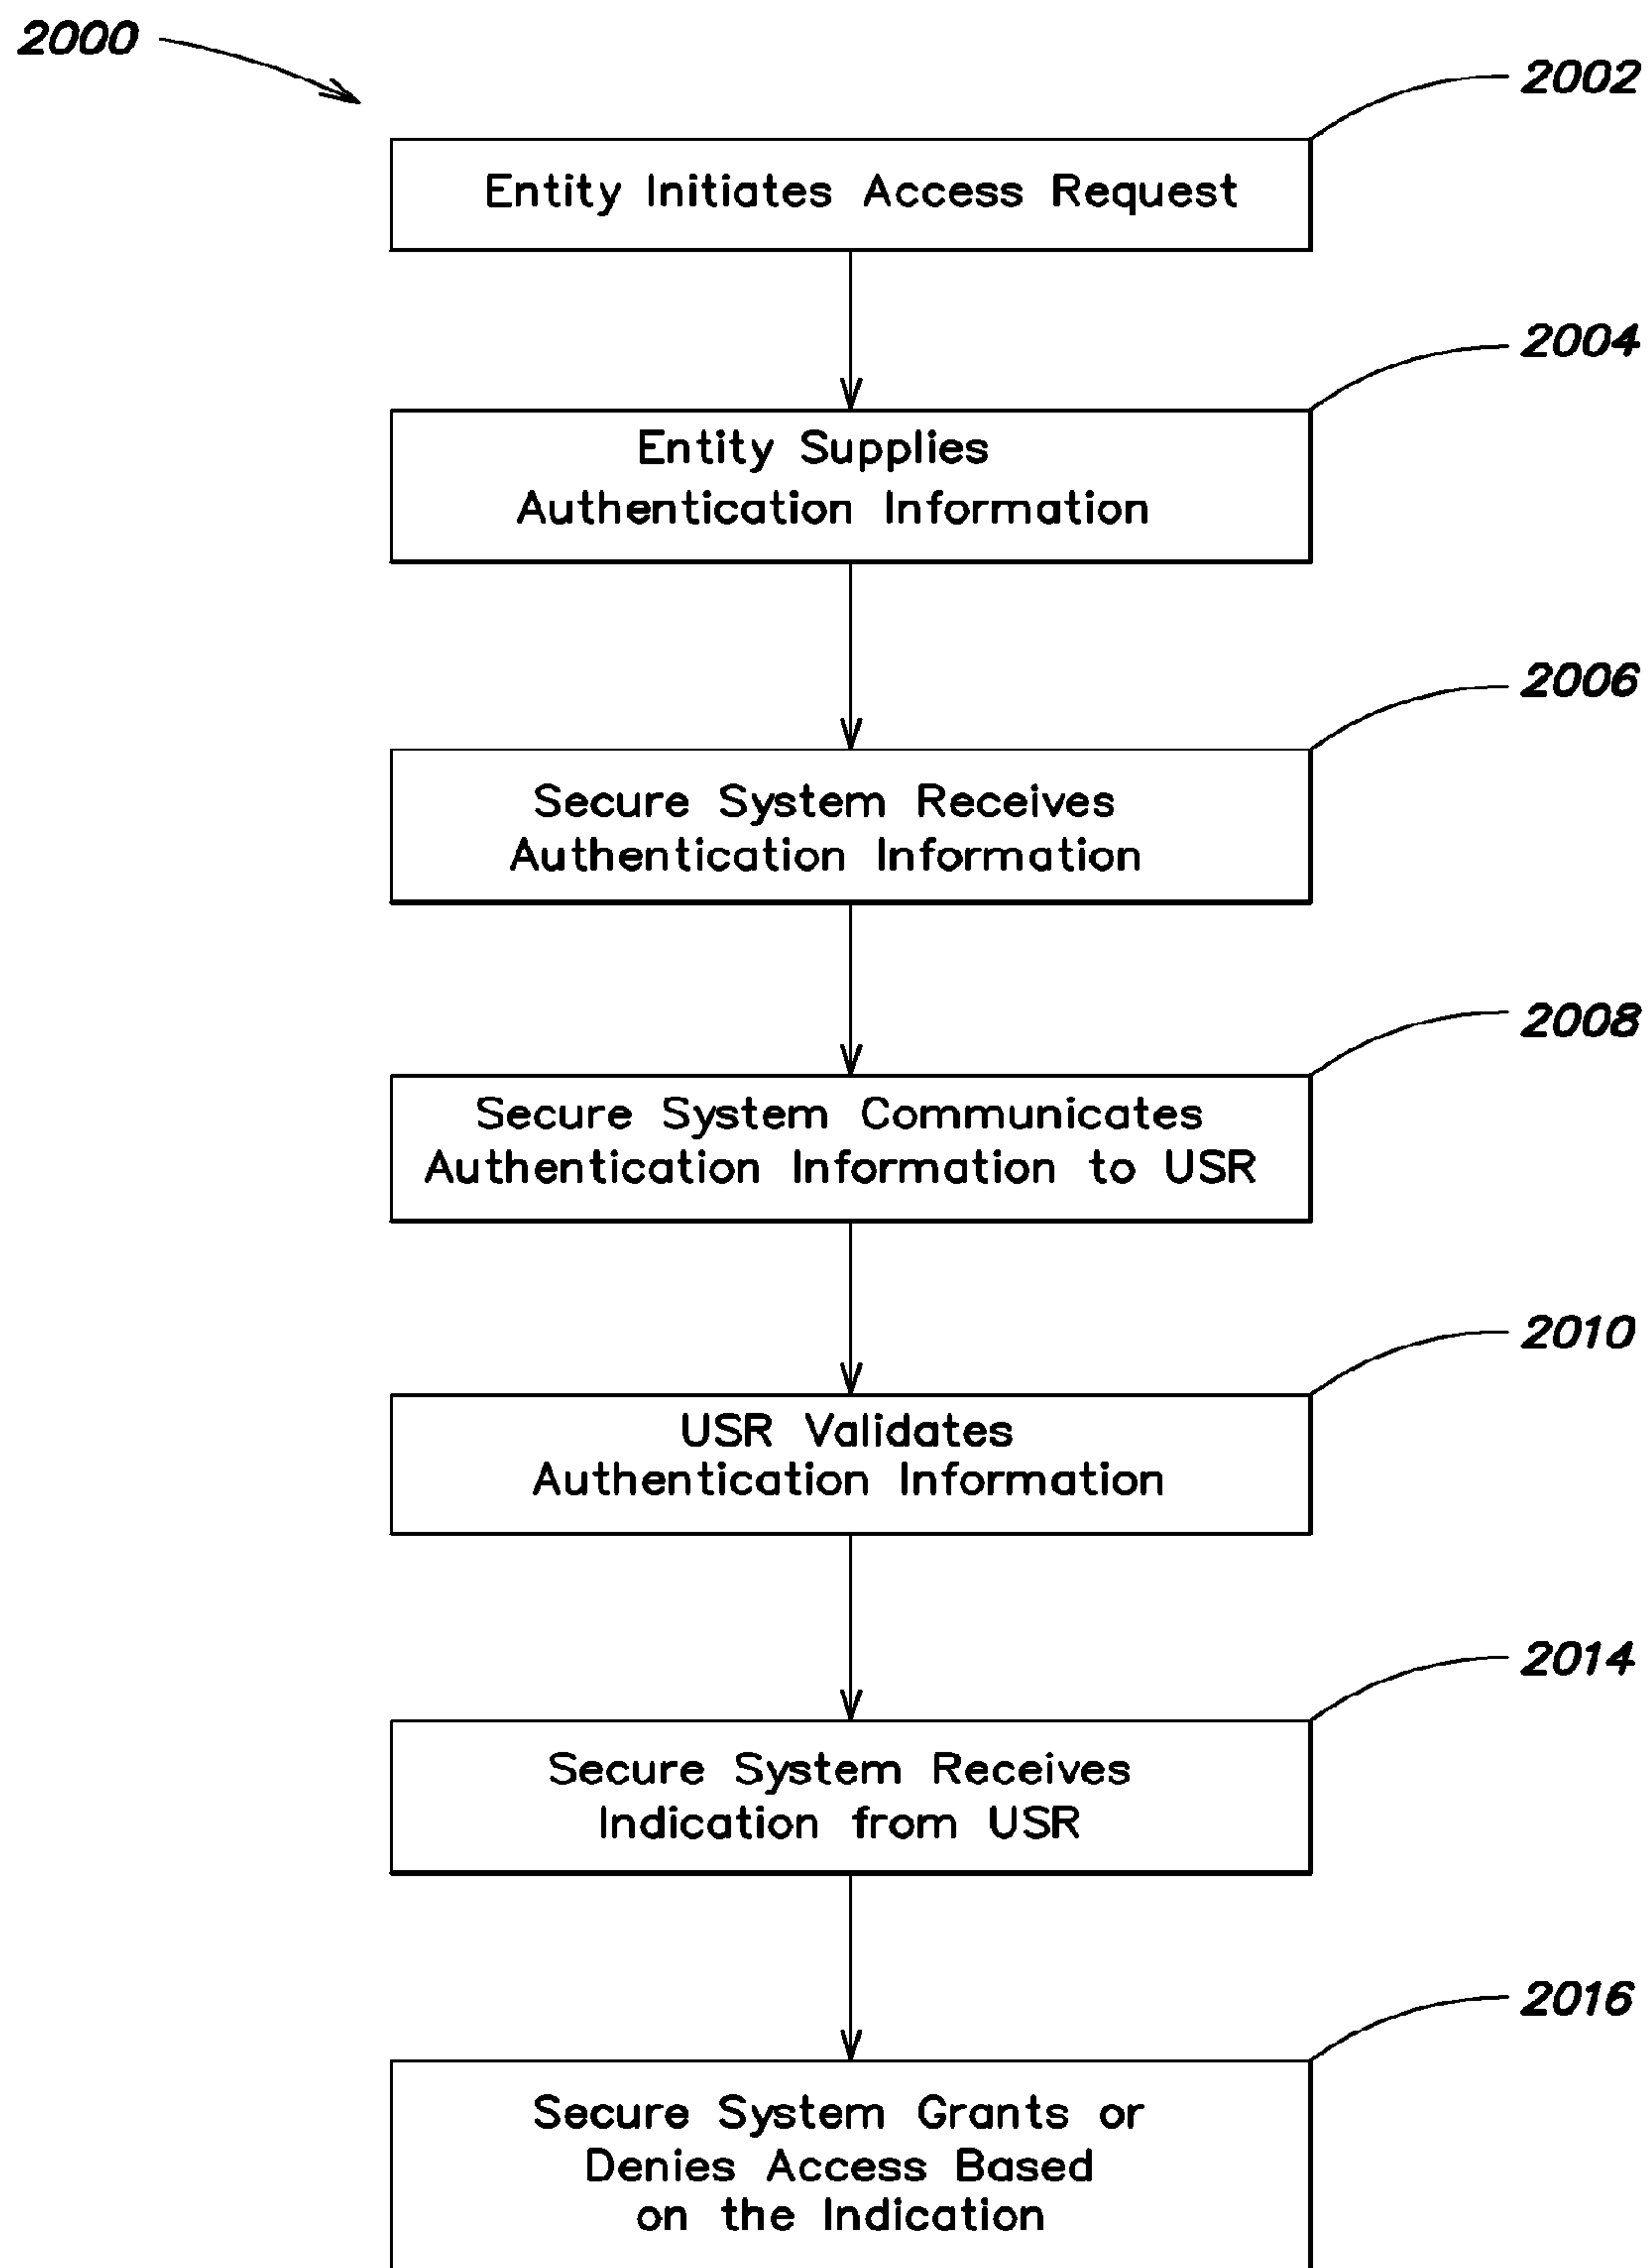 2000
2002
Entity Initiates Access Request
2004
Entity Supplies
Authentication Information
2006
Secure System Receives
Authentication Information
2008
Secure System Communicates
Authentication Information to USR
2010
USR Validates
Authentication Information
2014
Secure System Receives
Indication from USR
2016
Secure System Grants or
Denies Access Based
on the Indication